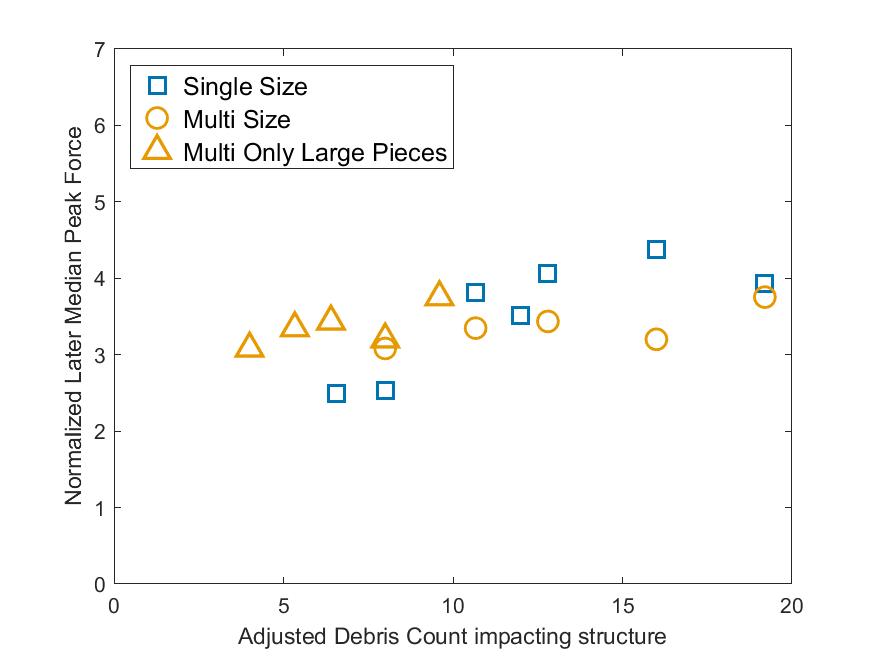 7
6
5
4
3
2
1
0
Normalized Later Median Peak Force
Single Size
Multi Size
Multi Only Large Pieces
0 5 10 15 20
Adjusted Debris Count impacting structure